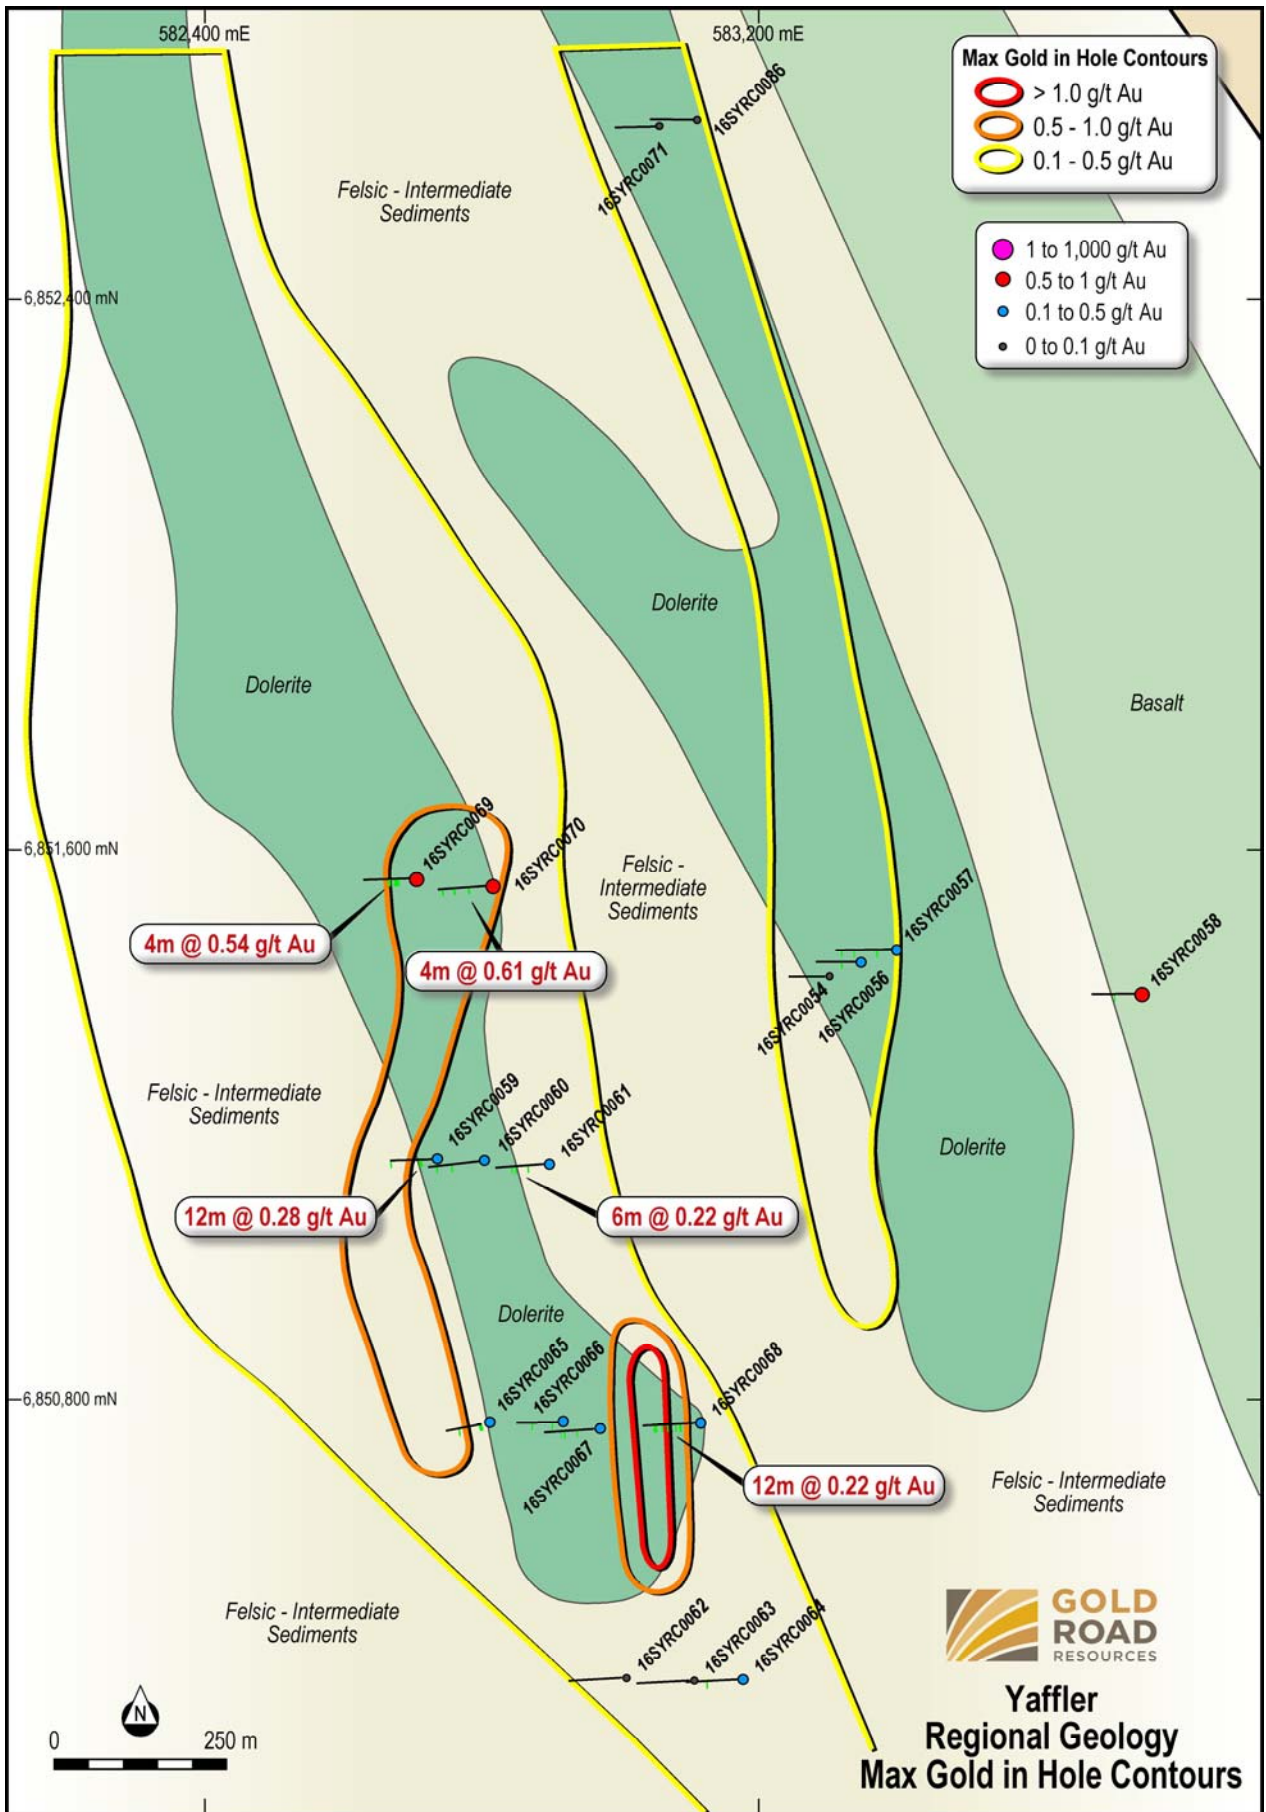 582,400 mE
583,200 mE
Max Gold in Hole Contours
> 1.0 g/t Au
0.5 - 1.0 g/t Au
0.1 - 0.5 g/t Au
16SYRC0086
16SYRC0071
Felsic - Intermediate
Sediments
1 to 1,000 g/t Au
0.5 to 1 g/t Au
0.1 to 0.5 g/t Au
0 to 0.1 g/t Au
6,852,400 mN
Dolerite
Dolerite
Basalt
16SYRC0069
16SYRC0070
6,851,600 mN
Felsic -
Intermediate
Sediments
16SYRC0057
16SYRC0058
4m @ 0.54 g/t Au
4m @ 0.61 g/t Au
16SYRC0054
16SYRC0056
Felsic - Intermediate
Sediments
16SYRC0059
16SYRC0060
16SYRC0061
Dolerite
12m @ 0.28 g/t Au
6m @ 0.22 g/t Au
Dolerite
16SYRC0065
16SYRC0066
16SYRC0068
6,850,800 mN
16SYRC0067
12m @ 0.22 g/t Au
Felsic - Intermediate
Sediments
Felsic - Intermediate
Sediments
16SYRC0062
16SYRC0063
16SYRC0064
GOLD
ROAD
RESOURCES
Yaffler
Regional Geology
Max Gold in Hole Contours
N
0 250 m